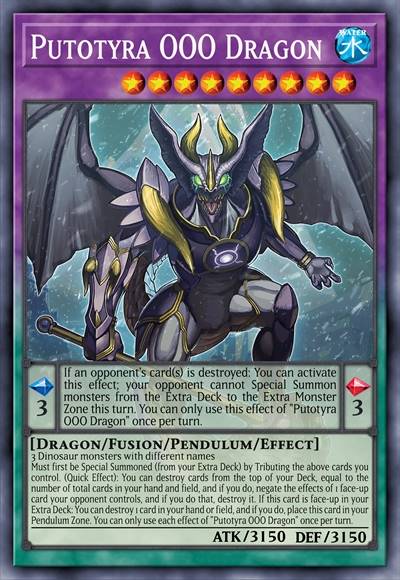 PUTOTYRA OOO DRAGON
WATER
水
If an opponent's card(s) is destroyed: You can activate
this effect; your opponent cannot Special Summon
monsters from the Extra Deck to the Extra Monster
Zone this turn. You can only use this effect of "Putotyra
OOO Dragon" once per turn.
3
3
[DRAGON/FUSION/PENDULUM/EFFECT]
3 Dinosaur monsters with different names
Must first be Special Summoned (from your Extra Deck) by Tributing the above cards you
control. (Quick Effect): You can destroy cards from the top of your Deck, equal to the
number of total cards in your hand and field, and if you do, negate the effects of 1 face-up
card your opponent controls, and if you do that, destroy it. If this card is face-up in your
Extra Deck: You can destroy 1 card in your hand or field, and if you do, place this card in your
Pendulum Zone. You can only use each effect of "Putotyra OOO Dragon" once per turn.
ATK/3150 DEF/3150